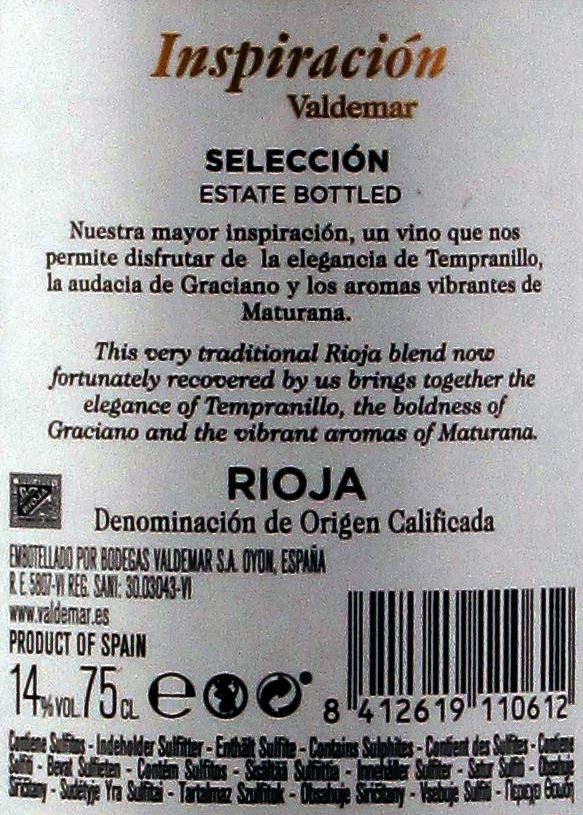 Inspiración
Valdemar
SELECCIÓN
ESTATE BOTTLED
Nuestra mayor inspiración, un vino que nos
permite disfrutar de la elegancia de Tempranillo,
la audacia de Graciano y los aromas vibrantes de
Maturana.
This very traditional Rioja blend now
fortunately recovered by us brings together the
elegance of Tempranillo, the boldness of
Graciano and the vibrant aromas of Maturana.
RIOJA
Denominación de Origen Calificada
EMBOTELLADO POR BODEGAS VALDEMAR S.A. OYON, ESPAÑA
R.E. 5807-VI REG. SANI: 30.03043-VI
www.valdemar.es
PRODUCT OF SPAIN
14%VOL. 75CL. e
8 412619 110612
Contiene Sulfitos - Indeholder Sulfitter - Enthält Sulfite - Contains Sulphites - Contient des Sulfites - Contiene
Solfiti - Bevat Sulfieten - Contém Sulfitos - Sisältää Sulfiittia - Innehåller Sulfiter - Satur Sulfiti - Obsahuje
Siričitany - Sudėtyje Yra Sulfitai - Tartalmaz Szulfitok - Obsahuje Siričitany - Vsebuje Sulfiti -